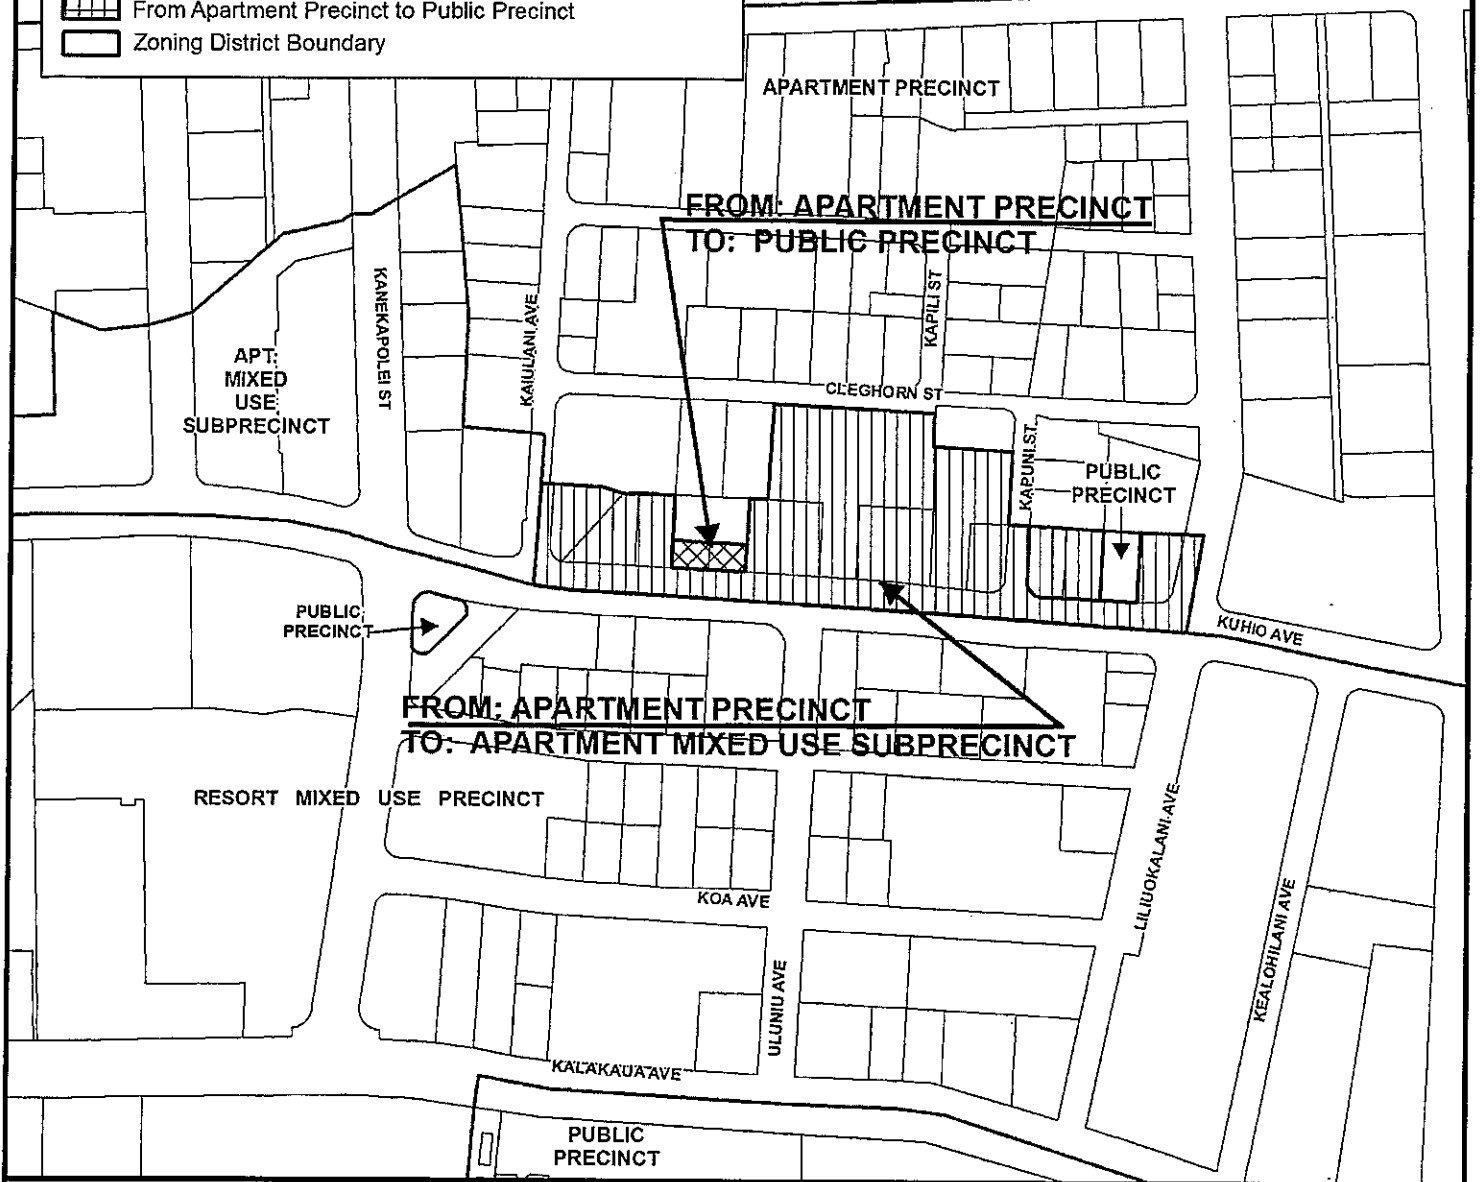 From Apartment Precinct to Public Precinct
Zoning District Boundary
APARTMENT PRECINCT
FROM: APARTMENT PRECINCT
TO: PUBLIC PRECINCT
KANEKAPOLEI ST
KAIULANI AVE
KAPILI ST
APT.
MIXED
USE
SUBPRECINCT
CLEGHORN ST
KAPUNI ST
PUBLIC
PRECINCT
PUBLIC
PRECINCT
KUHIO AVE
FROM: APARTMENT PRECINCT
TO: APARTMENT MIXED USE SUBPRECINCT
RESORT MIXED USE PRECINCT
LILIUOKALANI AVE
KOA AVE
KEALOHILANI AVE
ULUNIU AVE
KALAKAUA AVE
PUBLIC
PRECINCT